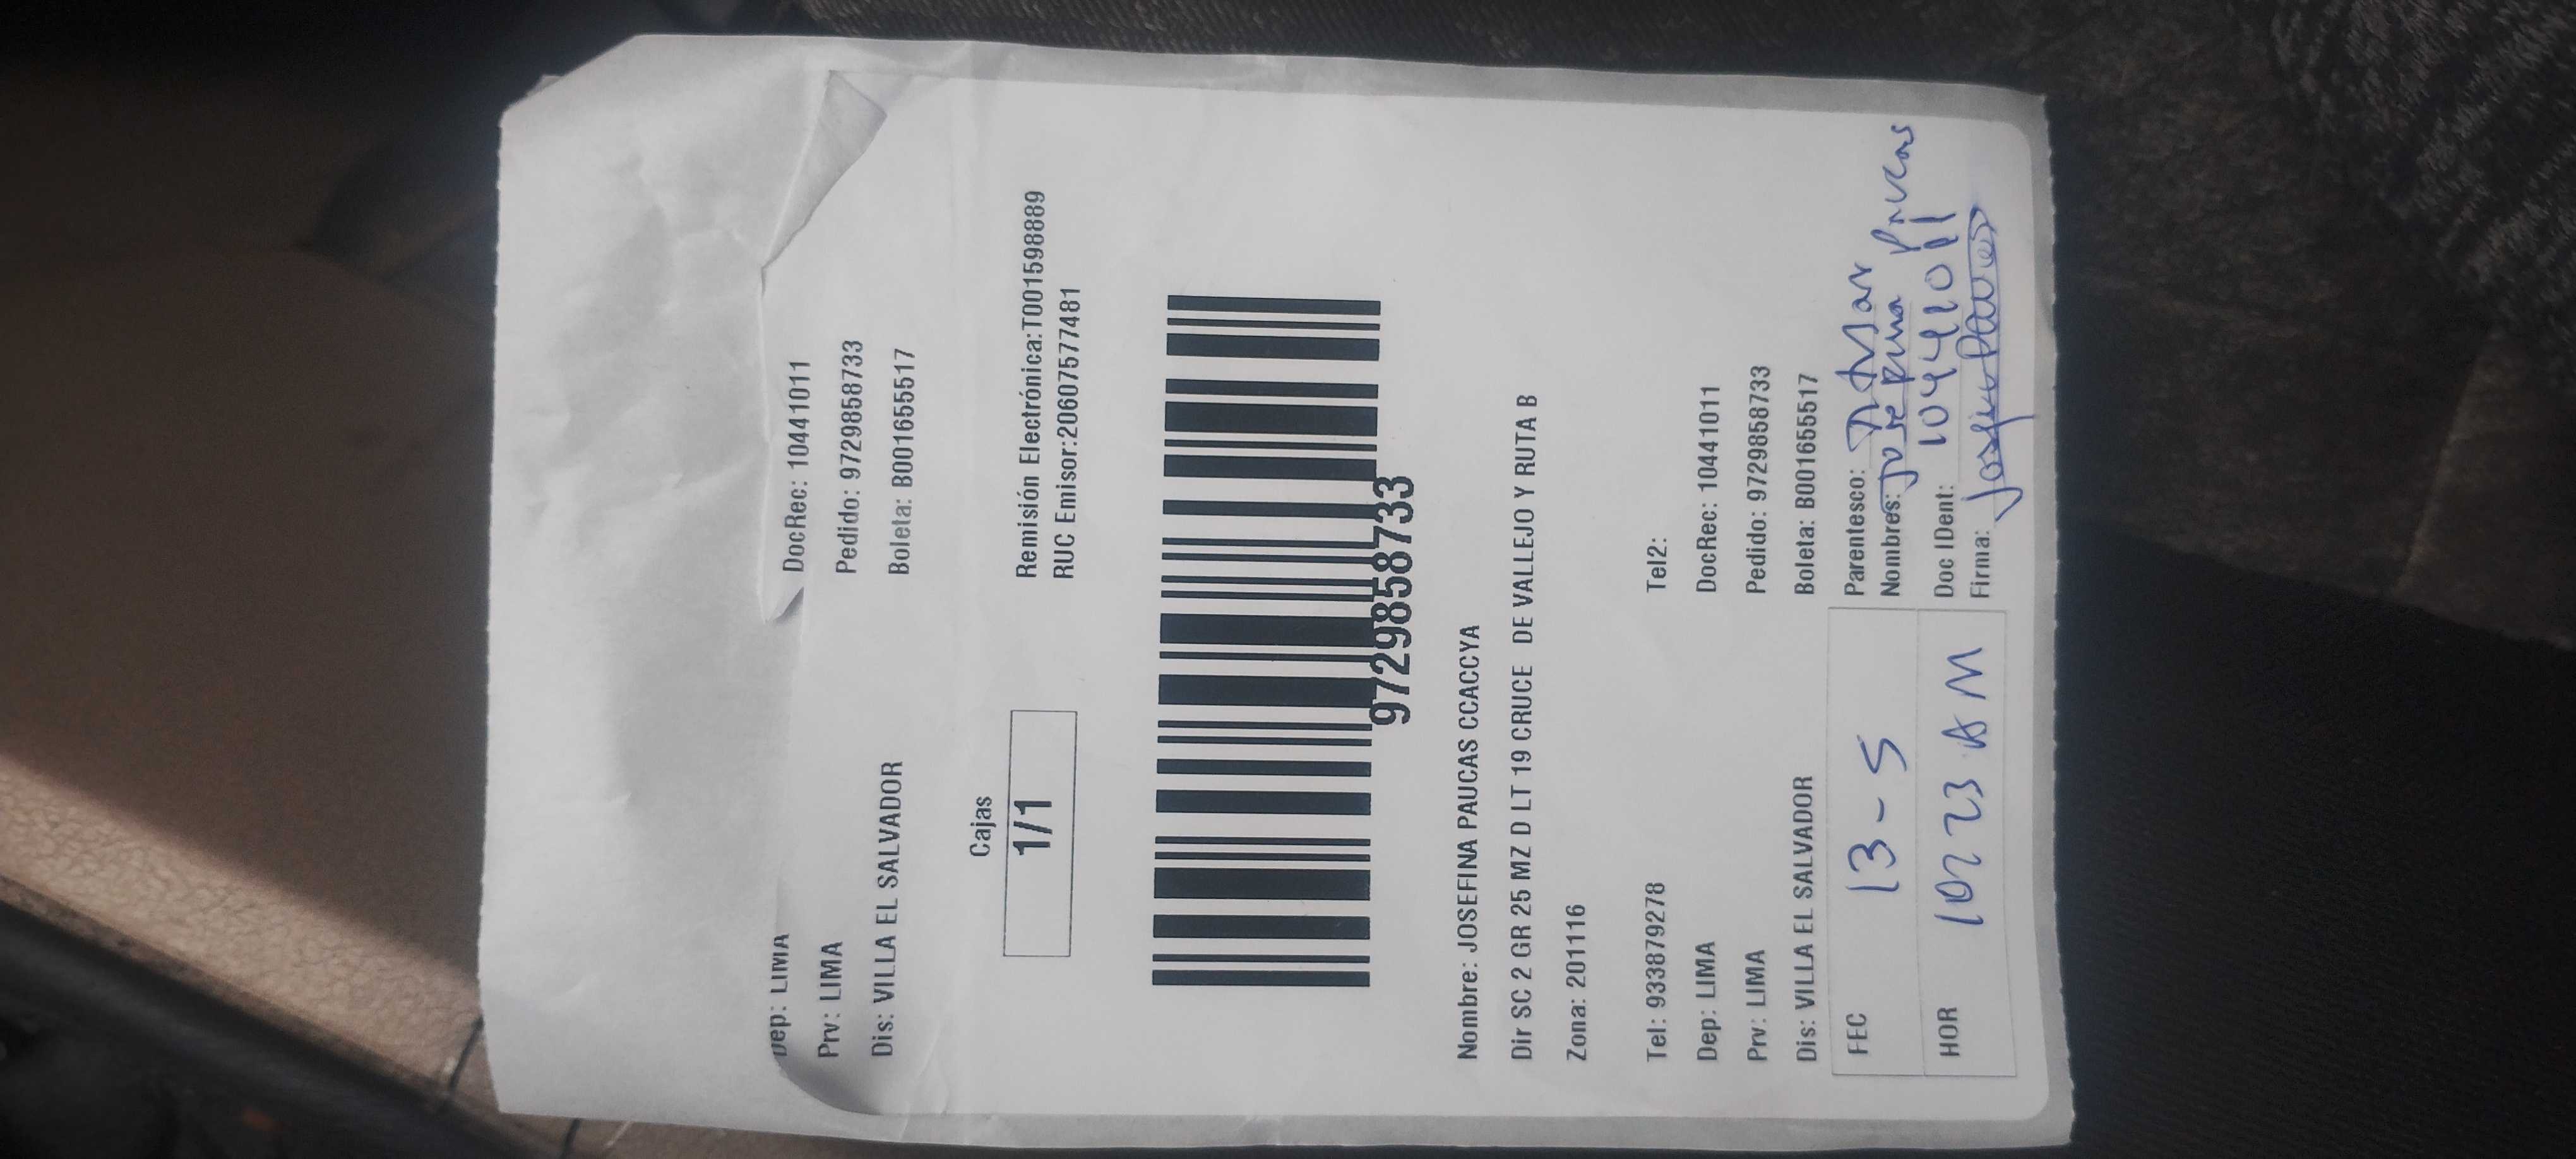 Dep: LIMA DocRec: 10441011
Prv: LIMA Pedido: 9729858733
Dis: VILLA EL SALVADOR Boleta: B001655517
Cajas
1/1
Remisión Electrónica:T001598889
RUC Emisor:20607577481
9729858733
Nombre: JOSEFINA PAUCAS CCACCYA
Dir SC 2 GR 25 MZ D LT 19 CRUCE DE VALLEJO Y RUTA B
Zona: 201116
Tel: 933879278 Tel2:
Dep: LIMA DocRec: 10441011
Prv: LIMA Pedido: 9729858733
Dis: VILLA EL SALVADOR Boleta: B001655517
FEC 13-5
HOR 10 23 AM
Parentesco:
Nombres: Josefina Paucas
Doc IDent: 10441011
Firma: